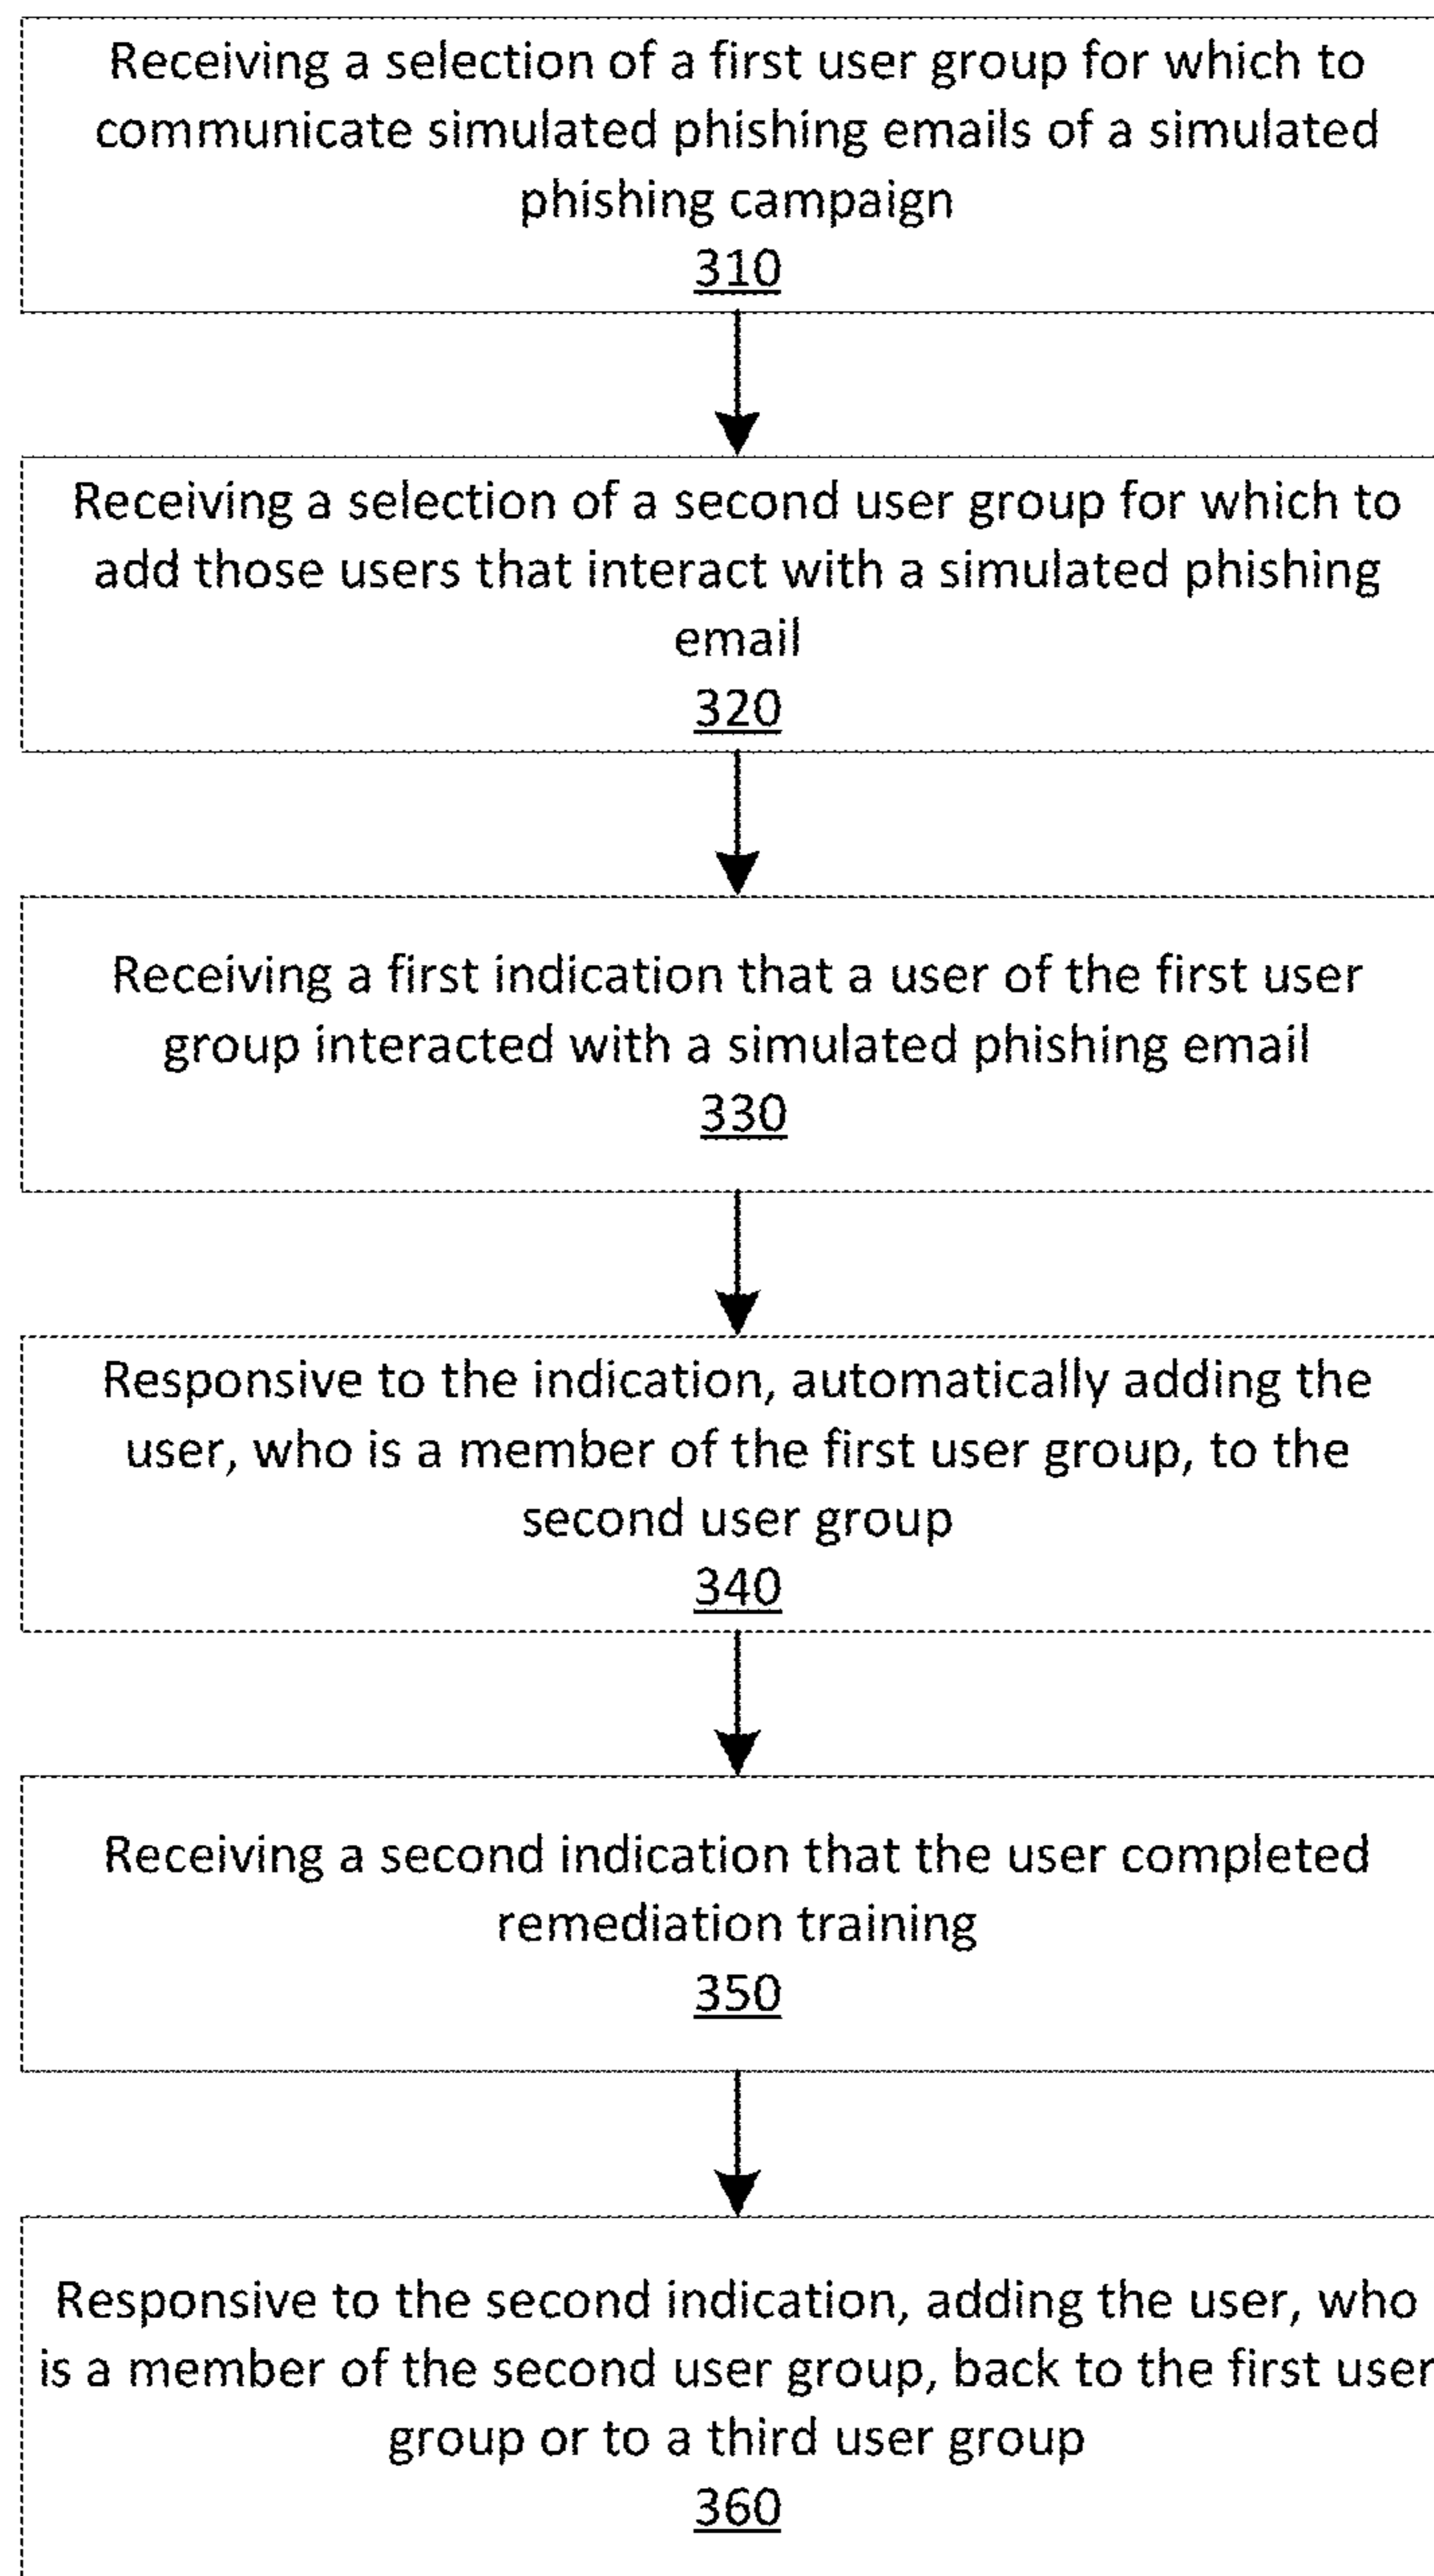 Receiving a selection of a first user group for which to
communicate simulated phishing emails of a simulated
phishing campaign
310
Receiving a selection of a second user group for which to
add those users that interact with a simulated phishing
email
320
Receiving a first indication that a user of the first user
group interacted with a simulated phishing email
330
Responsive to the indication, automatically adding the
user, who is a member of the first user group, to the
second user group
340
Receiving a second indication that the user completed
remediation training
350
Responsive to the second indication, adding the user, who
is a member of the second user group, back to the first user
group or to a third user group
360